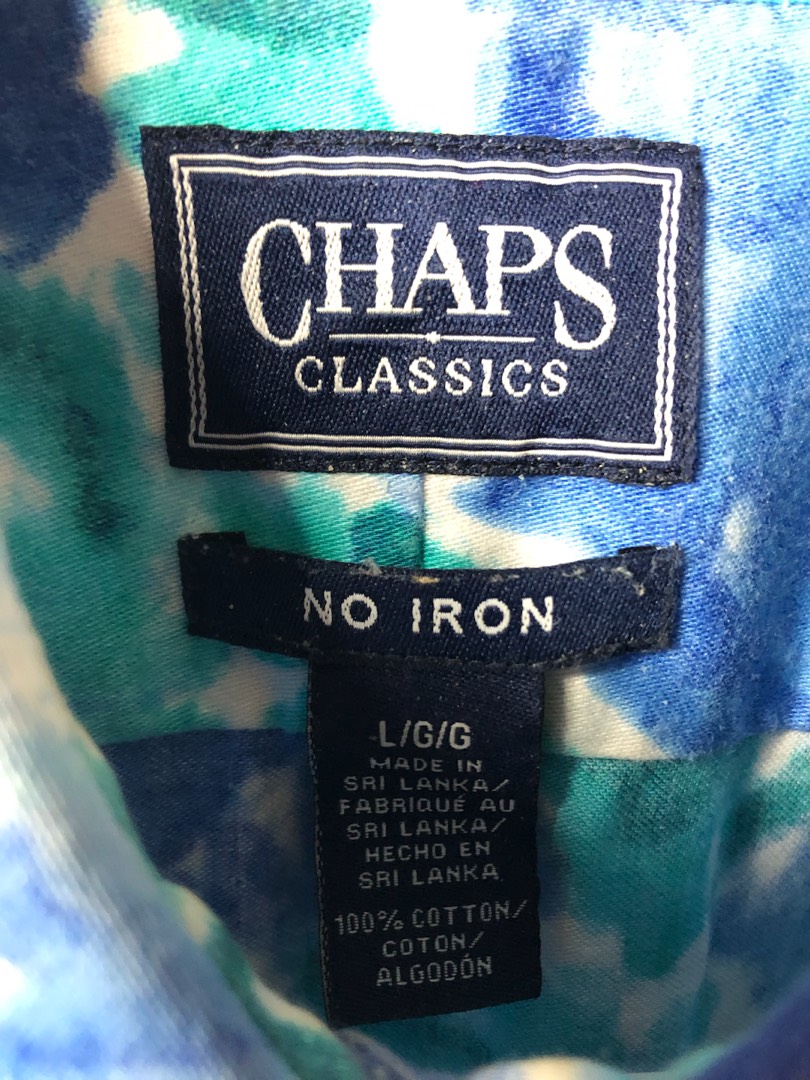 CHAPS
CLASSICS
NO IRON
L/G/G
MADE IN
SRI LANKA/
FABRIQUÉ AU
SRI LANKA/
HECHO EN
SRI LANKA
100% COTTON/
COTON/
ALGODÓN